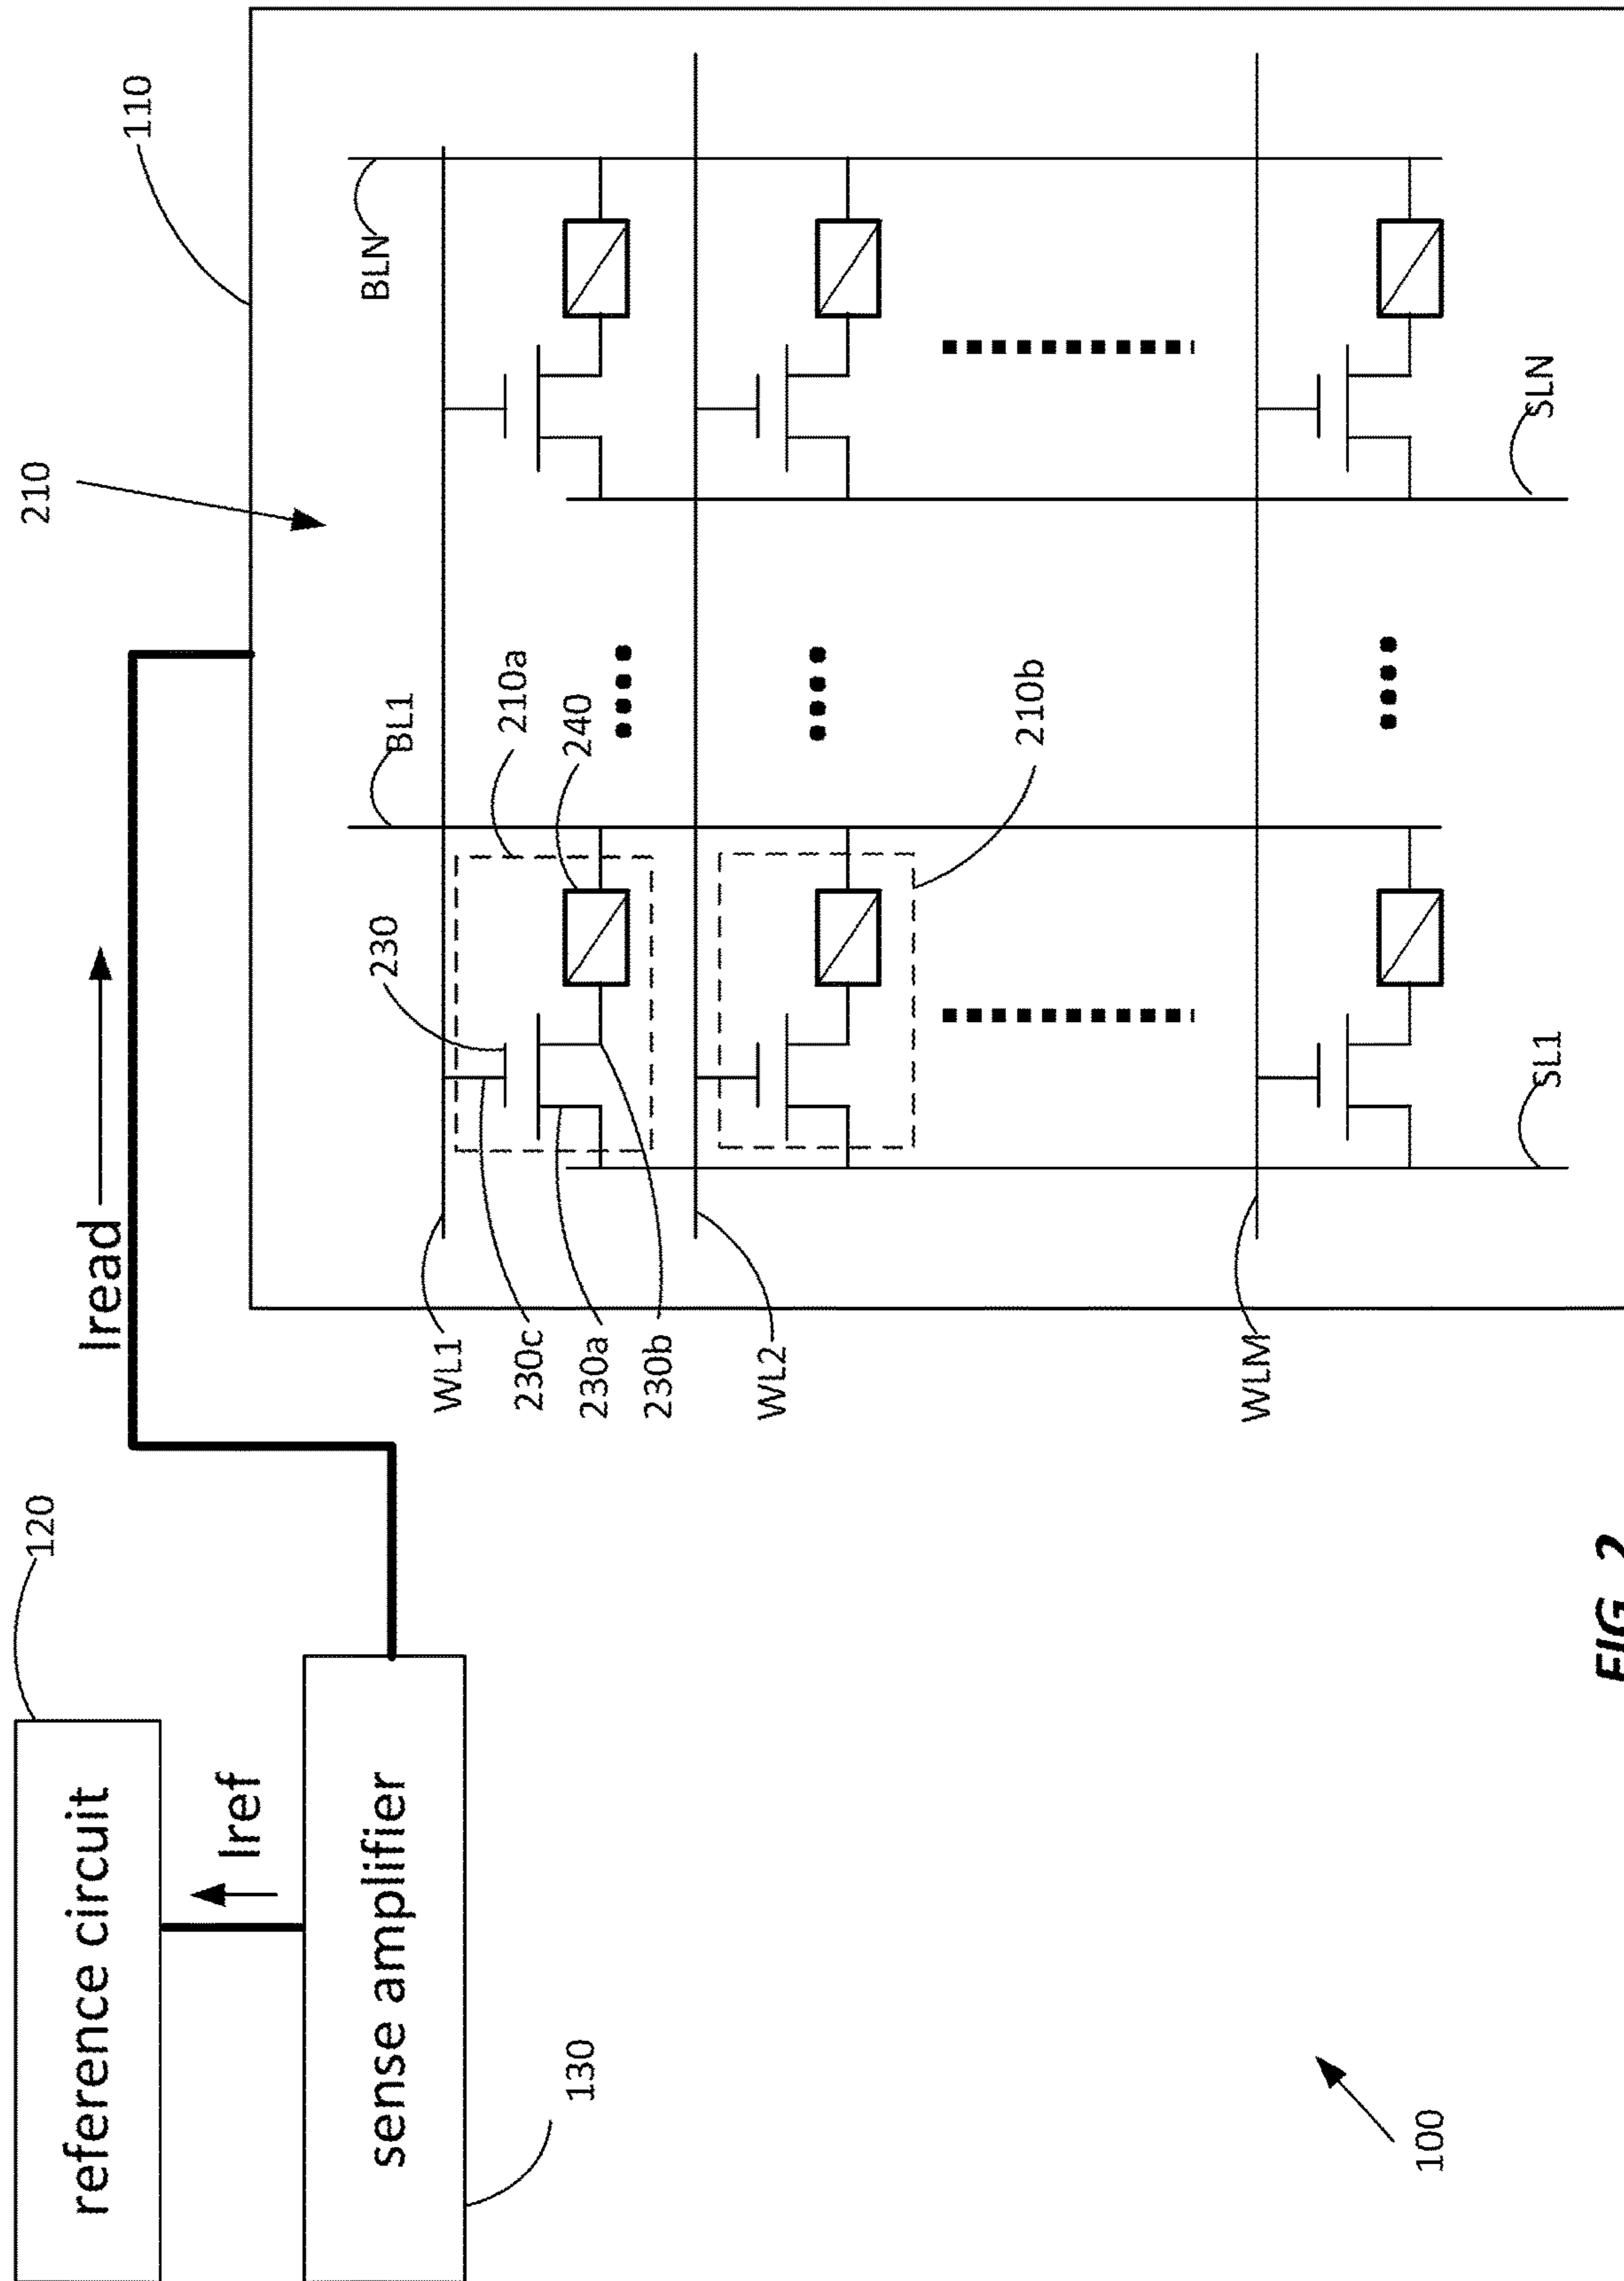 reference circuit
120
Iref
sense amplifier
130
Iread
110
210
WL1
230c
230a
230b
WL2
WLM
230
BL1
210a
240
210b
BLN
SL1
SLN
100
FIG. 2